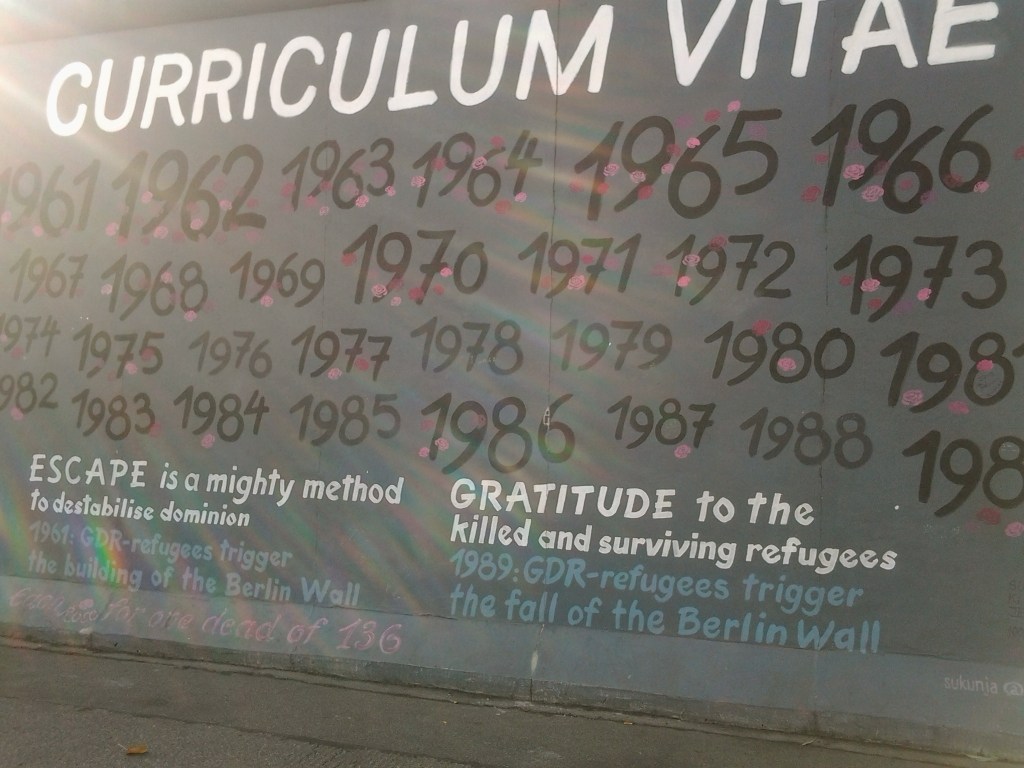 CURRICULUM VITAE
1961 1962 1963 1964 1965 1966
1967 1968 1969 1970 1971 1972 1973
1974 1975 1976 1977 1978 1979 1980 198
1982 1983 1984 1985 1986 1987 1988 198
ESCAPE is a mighty method
to destabilise dominion
1961: GDR-refugees trigger
the building of the Berlin Wall
for one dead of 136
GRATITUDE to the
killed and surviving refugees
1989: GDR-refugees trigger
the fall of the Berlin Wall
sukunja